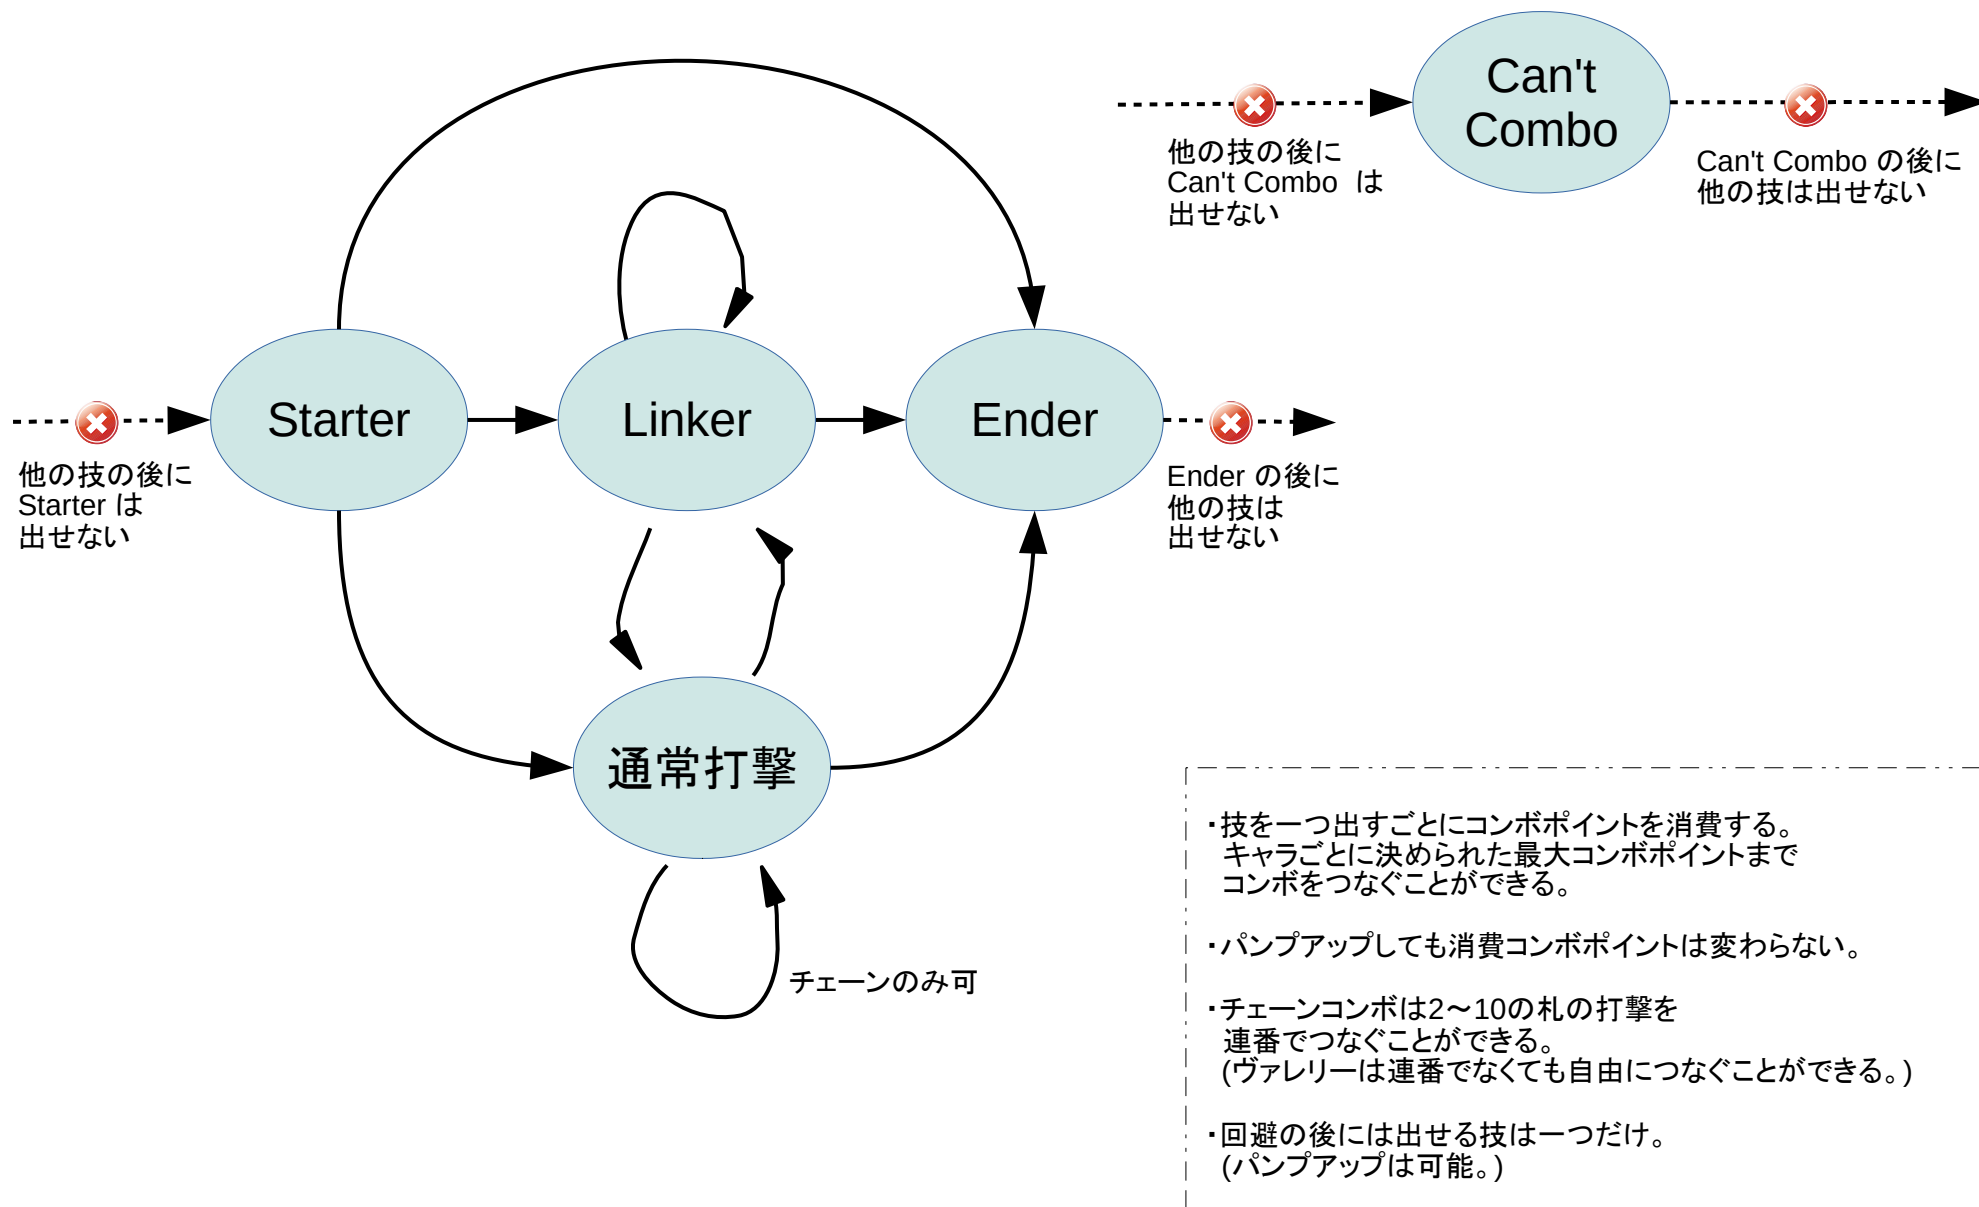 Can't
Combo
他の技の後に
Can't Combo は
出せない
Can't Combo の後に
他の技は出せない
Starter
Linker
Ender
他の技の後に
Starter は
出せない
Ender の後に
他の技は
出せない
通常打撃
チェーンのみ可
・技を一つ出すごとにコンボポイントを消費する。
キャラごとに決められた最大コンボポイントまで
コンボをつなぐことができる。
・パンプアップしても消費コンボポイントは変わらない。
・チェーンコンボは2〜10の札の打撃を
連番でつなぐことができる。
(ヴァレリーは連番でなくても自由につなぐことができる。)
・回避の後には出せる技は一つだけ。
(パンプアップは可能。)